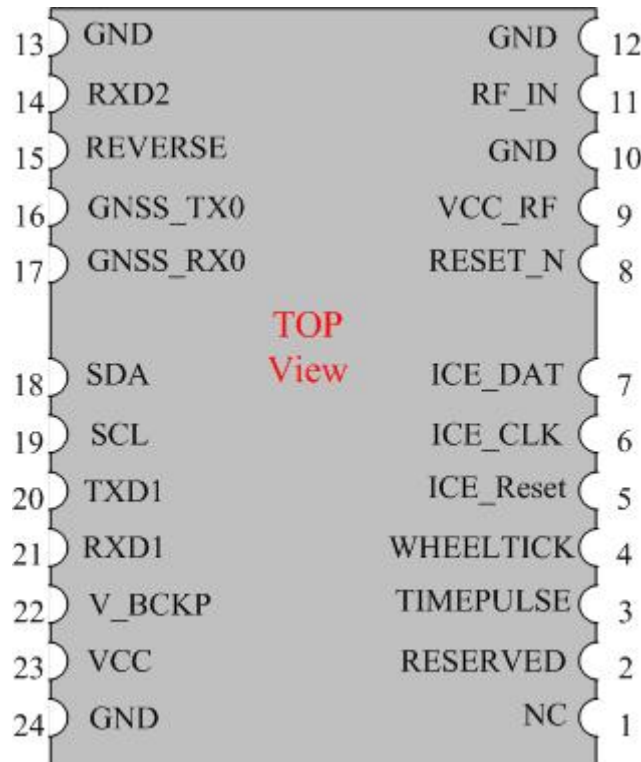 13 GND GND 12
14 RXD2 RF_IN 11
15 REVERSE GND 10
16 GNSS_TX0 VCC_RF 9
17 GNSS_RX0 RESET_N 8
TOP
View
18 SDA ICE_DAT 7
19 SCL ICE_CLK 6
20 TXD1 ICE_Reset 5
21 RXD1 WHEELTICK 4
22 V_BCKP TIMEPULSE 3
23 VCC RESERVED 2
24 GND NC 1